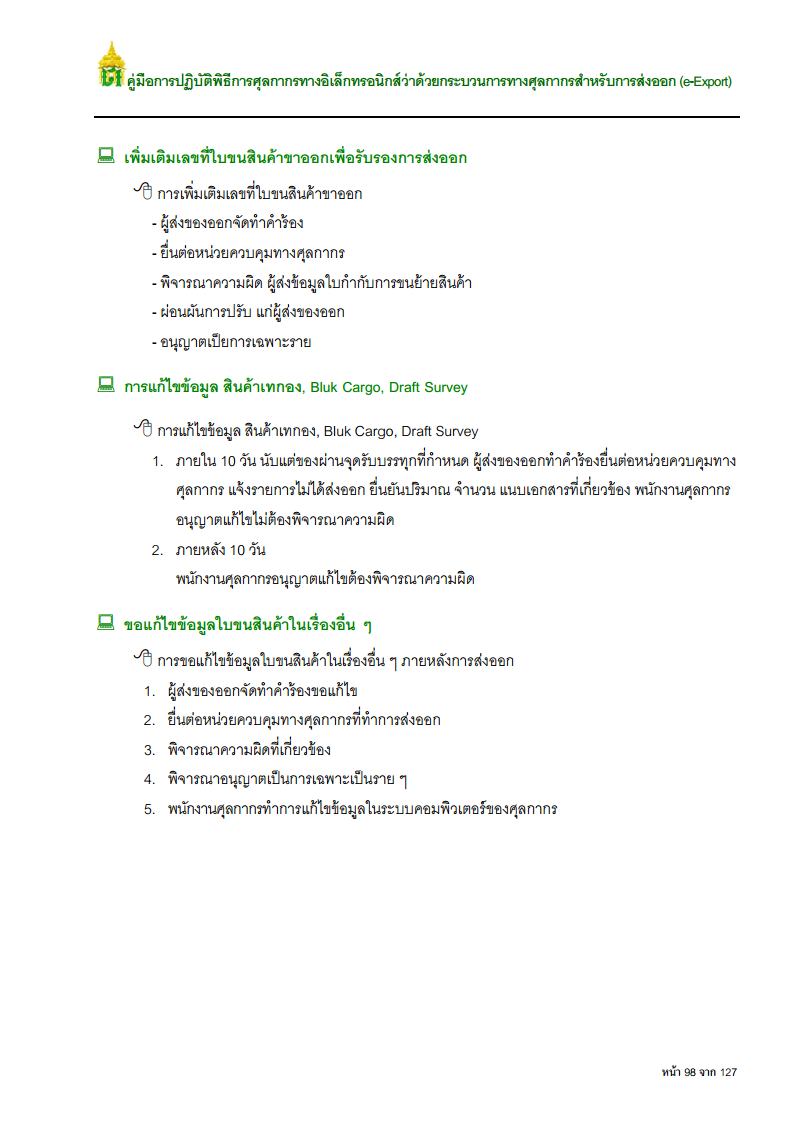 คู่มือการปฏิบัติพิธีการศุลกากรทางอิเล็กทรอนิกส์ว่าด้วยกระบวนการทางศุลกากรสำหรับการส่งออก (e-Export)
เพิ่มเติมเลขที่ใบขนสินค้าขาออกเพื่อรับรองการส่งออก
การเพิ่มเติมเลขที่ใบขนสินค้าขาออก
- ผู้ส่งของออกจัดทำคำร้อง
- ยื่นต่อหน่วยควบคุมทางศุลกากร
- พิจารณาความผิด ผู้ส่งข้อมูลใบกำกับการขนย้ายสินค้า
- ผ่อนผันการปรับ แก่ผู้ส่งของออก
- อนุญาตเป็ยการเฉพาะราย
การแก้ไขข้อมูล สินค้าเทกอง, Bluk Cargo, Draft Survey
การแก้ไขข้อมูล สินค้าเทกอง, Bluk Cargo, Draft Survey
1. ภายใน 10 วัน นับแต่ของผ่านจุดรับบรรทุกที่กำหนด ผู้ส่งของออกทำคำร้องยื่นต่อหน่วยควบคุมทาง
ศุลกากร แจ้งรายการไม่ได้ส่งออก ยื่นยันปริมาณ จำนวน แนบเอกสารที่เกี่ยวข้อง พนักงานศุลกากร
อนุญาตแก้ไขไม่ต้องพิจารณาความผิด
2. ภายหลัง 10 วัน
พนักงานศุลกากรอนุญาตแก้ไขต้องพิจารณาความผิด
ขอแก้ไขข้อมูลใบขนสินค้าในเรื่องอื่น ๆ
การขอแก้ไขข้อมูลใบขนสินค้าในเรื่องอื่น ๆ ภายหลังการส่งออก
1. ผู้ส่งของออกจัดทำคำร้องขอแก้ไข
2. ยื่นต่อหน่วยควบคุมทางศุลกากรที่ทำการส่งออก
3. พิจารณาความผิดที่เกี่ยวข้อง
4. พิจารณาอนุญาตเป็นการเฉพาะเป็นราย ๆ
5. พนักงานศุลกากรทำการแก้ไขข้อมูลในระบบคอมพิวเตอร์ของศุลกากร
หน้า 98 จาก 127